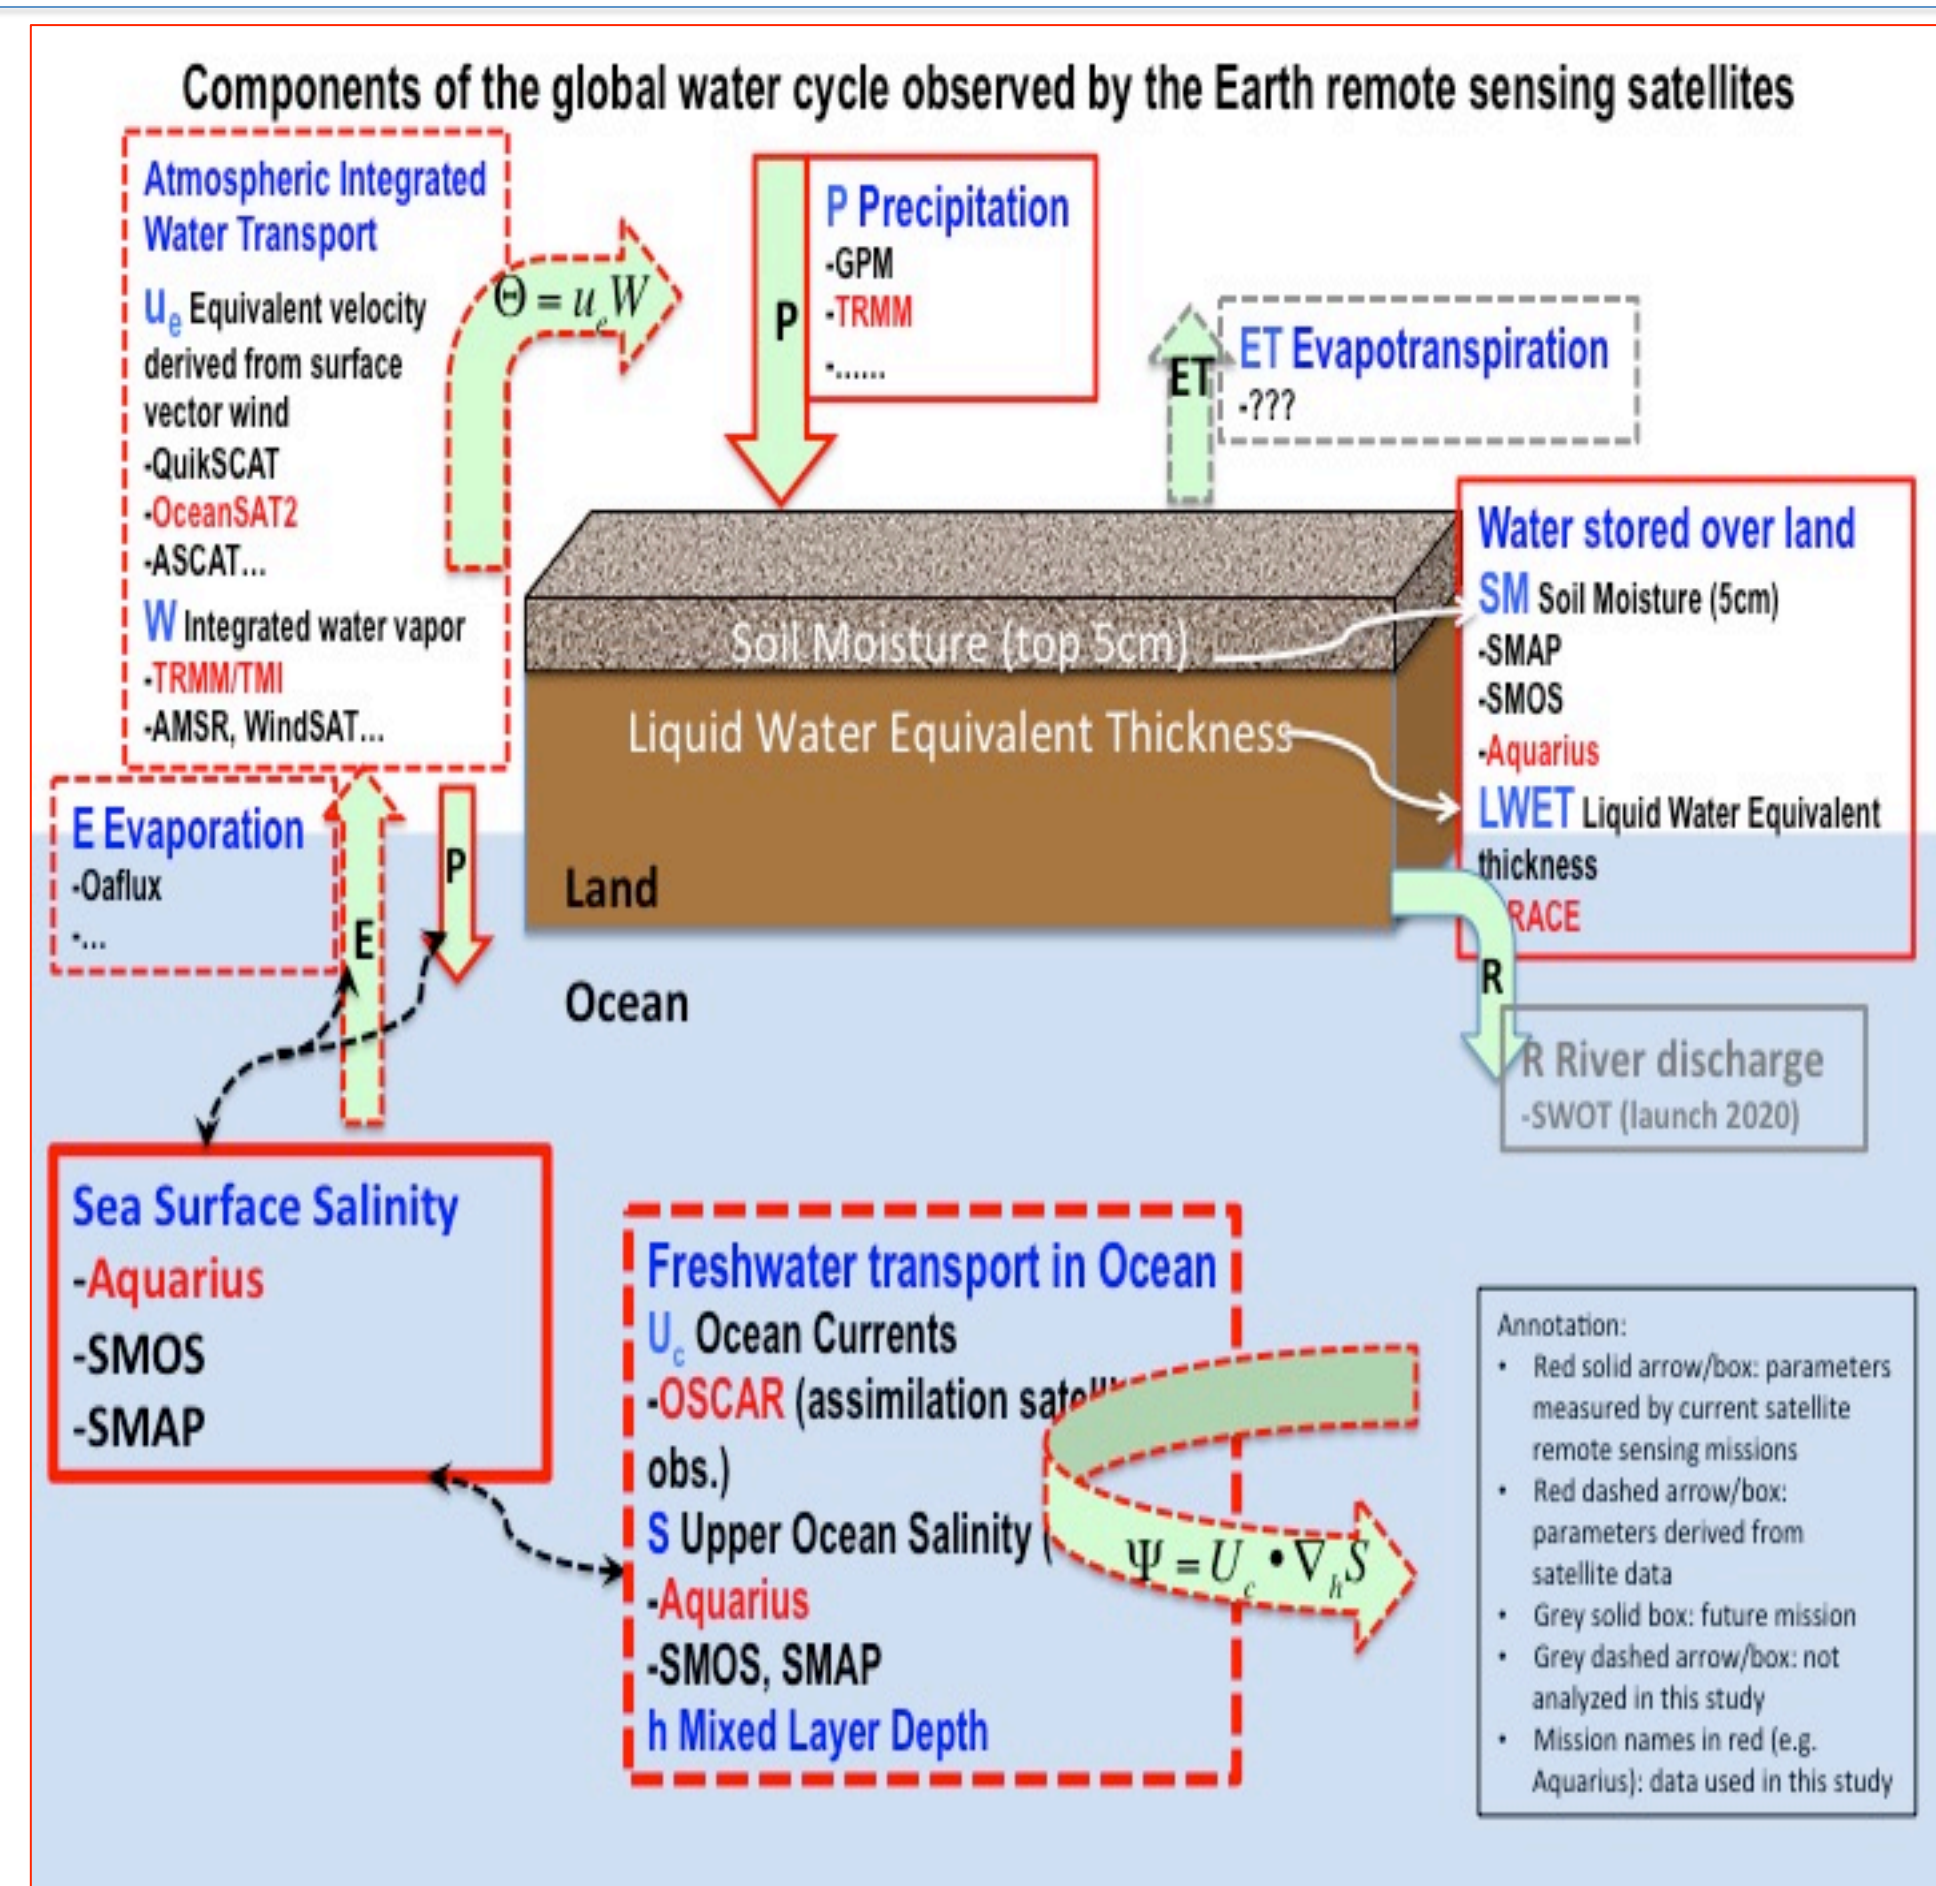 Components of the global water cycle observed by the Earth remote sensing satellites
Atmospheric Integrated
Water Transport
ue Equivalent velocity
derived from surface
vector wind
-QuikSCAT
-OceanSAT2
-ASCAT...
W Integrated water vapor
-TRMM/TMI
-AMSR, WindSAT...
Θ = ueW
P
P Precipitation
-GPM
-TRMM
-......
ET
ET Evapotranspiration
-???
Soil Moisture (top 5cm)
Liquid Water Equivalent Thickness
Land
Ocean
Water stored over land
SM Soil Moisture (5cm)
-SMAP
-SMOS
-Aquarius
LWET Liquid Water Equivalent
thickness
RACE
E Evaporation
-Oaflux
-...
E
P
R
R River discharge
-SWOT (launch 2020)
Sea Surface Salinity
-Aquarius
-SMOS
-SMAP
Freshwater transport in Ocean
Uc Ocean Currents
-OSCAR (assimilation
obs.)
S Upper Ocean Salinity (
-Aquarius
-SMOS, SMAP
h Mixed Layer Depth
Ψ = Uc • ∇hS
Annotation:
• Red solid arrow/box: parameters
measured by current satellite
remote sensing missions
• Red dashed arrow/box:
parameters derived from
satellite data
• Grey solid box: future mission
• Grey dashed arrow/box: not
analyzed in this study
• Mission names in red (e.g.
Aquarius): data used in this study